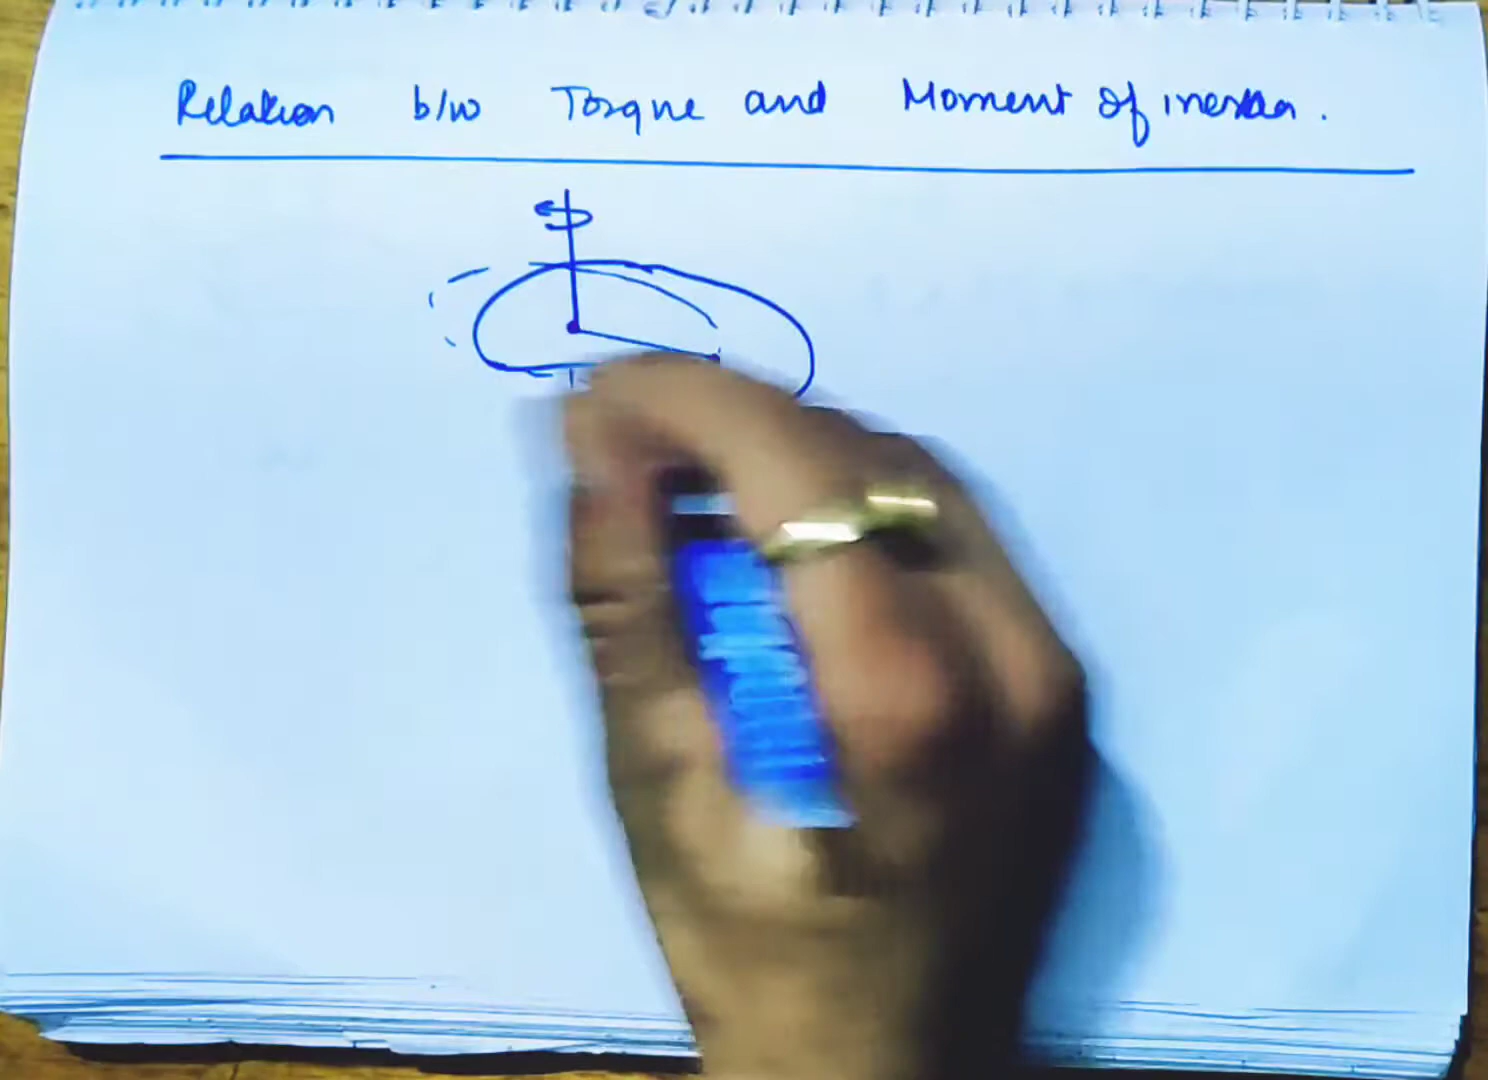 Relation b/w Torque and Moment of inertia.